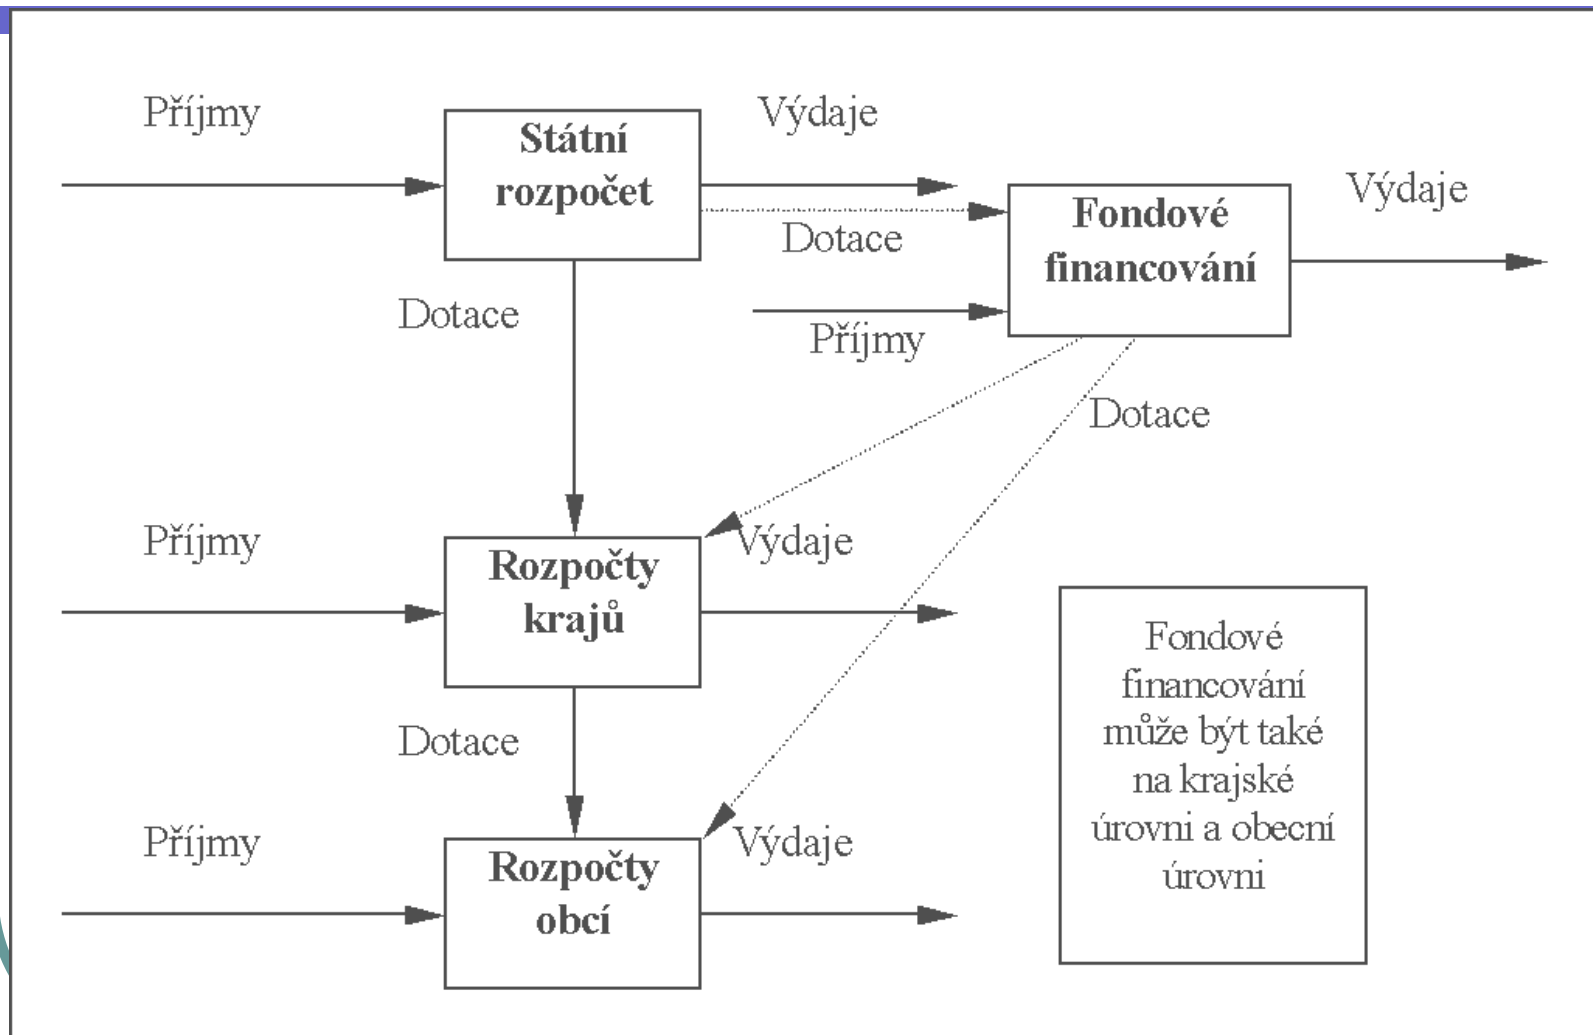 Příjmy
Státní
rozpočet
Výdaje
Dotace
Příjmy
Fondové
financování
Výdaje
Dotace
Dotace
Příjmy
Rozpočty
krajů
Výdaje
Dotace
Příjmy
Rozpočty
obcí
Výdaje
Fondové
financování
může být také
na krajské
úrovni a obecní
úrovni